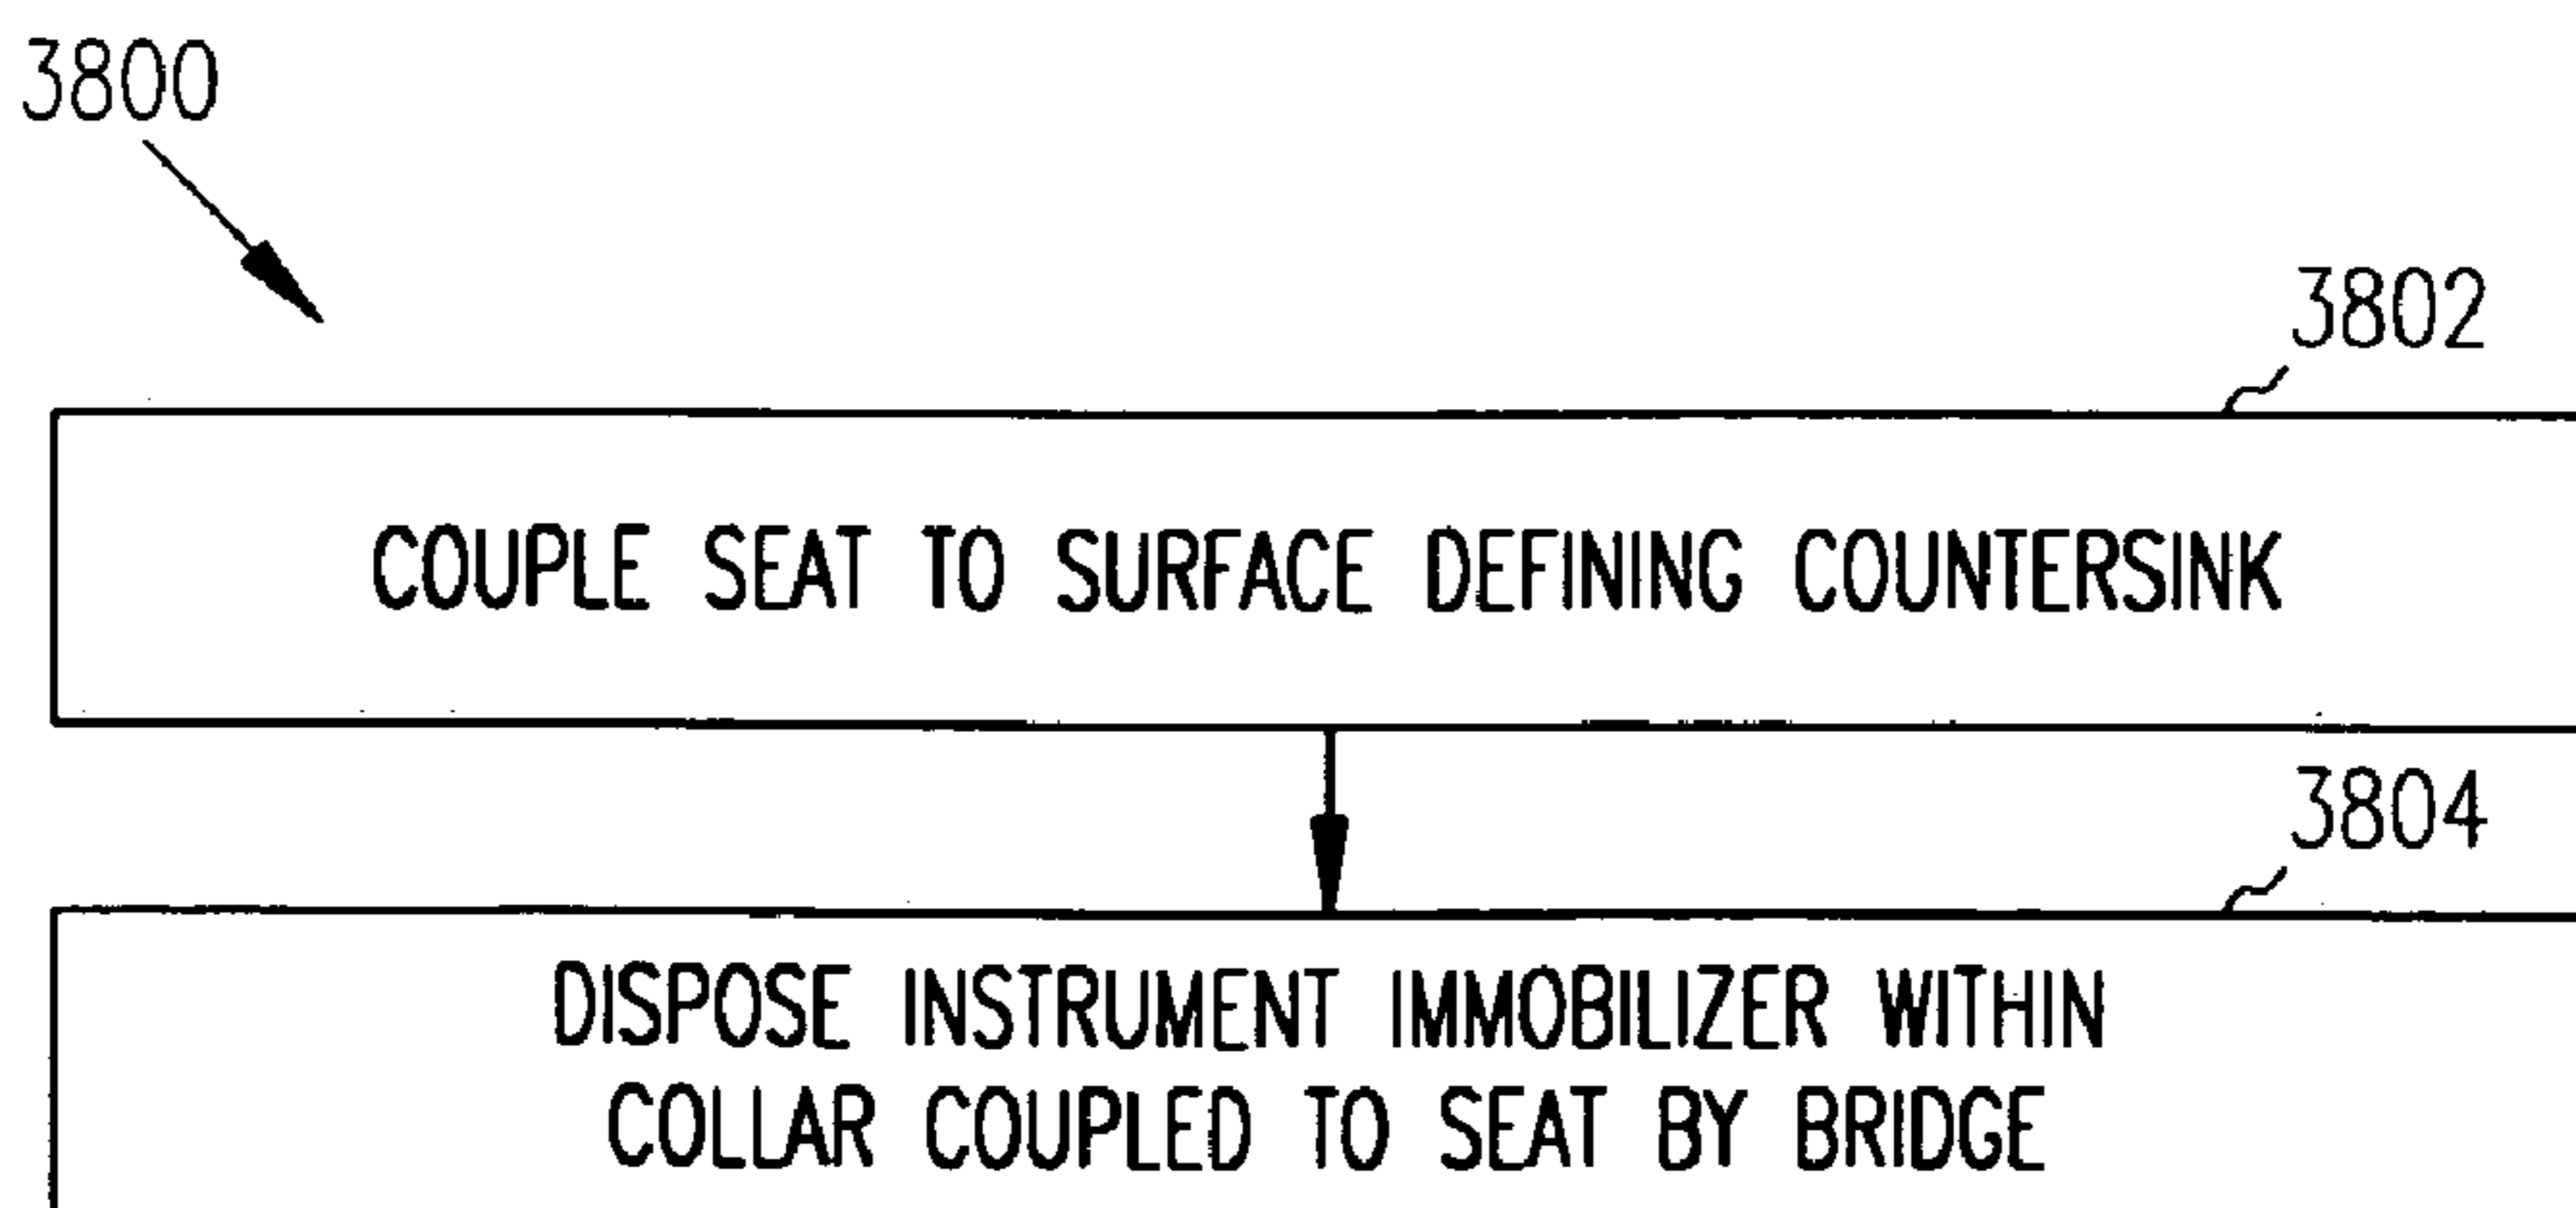 3800
3802
COUPLE SEAT TO SURFACE DEFINING COUNTERSINK
3804
DISPOSE INSTRUMENT IMMOBILIZER WITHIN
COLLAR COUPLED TO SEAT BY BRIDGE